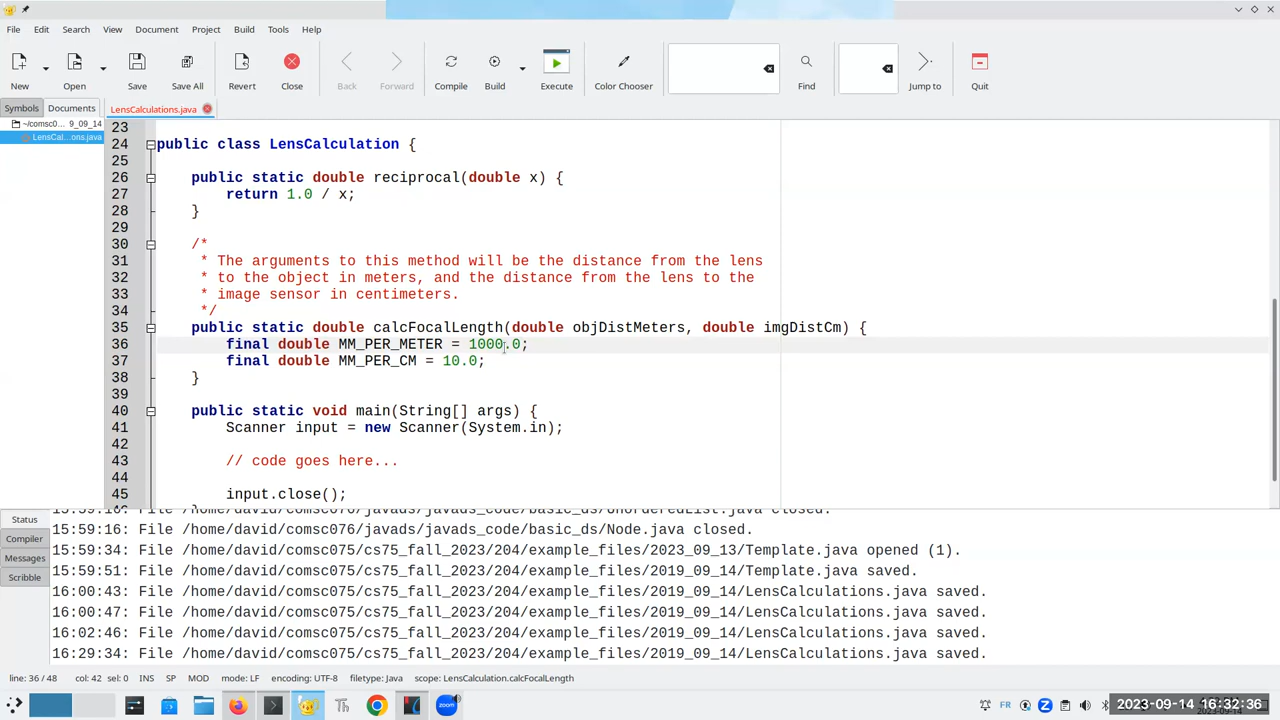 File Edit Search View Document Project Build Tools Help
New Open Save Save All Revert Close Back Forward Compile Build Execute Color Chooser Find Jump to Quit
Symbols Documents LensCalculations.java
~/comsc0... 9_09_14
LensCal...ons.java
23
24 public class LensCalculation {
25
26 public static double reciprocal(double x) {
27 return 1.0 / x;
28 }
29
30 /*
31 * The arguments to this method will be the distance from the lens
32 * to the object in meters, and the distance from the lens to the
33 * image sensor in centimeters.
34 */
35 public static double calcFocalLength(double objDistMeters, double imgDistCm) {
36 final double MM_PER_METER = 1000.0;
37 final double MM_PER_CM = 10.0;
38 }
39
40 public static void main(String[] args) {
41 Scanner input = new Scanner(System.in);
42
43 // code goes here...
44
45 input.close();
Status
Compiler
Messages
Scribble
15:59:16: File /home/david/comsc076/javads/javads_code/basic_ds/Node.java closed.
15:59:34: File /home/david/comsc075/cs75_fall_2023/204/example_files/2023_09_13/Template.java opened (1).
15:59:51: File /home/david/comsc075/cs75_fall_2023/204/example_files/2019_09_14/Template.java saved.
16:00:43: File /home/david/comsc075/cs75_fall_2023/204/example_files/2019_09_14/LensCalculations.java saved.
16:00:47: File /home/david/comsc075/cs75_fall_2023/204/example_files/2019_09_14/LensCalculations.java saved.
16:02:46: File /home/david/comsc075/cs75_fall_2023/204/example_files/2019_09_14/LensCalculations.java saved.
16:29:34: File /home/david/comsc075/cs75_fall_2023/204/example_files/2019_09_14/LensCalculations.java saved.
line: 36 / 48 col: 42 sel: 0 INS SP MOD mode: LF encoding: UTF-8 filetype: Java scope: LensCalculation.calcFocalLength
Th zoom FR 2023-09-14 16:32:36